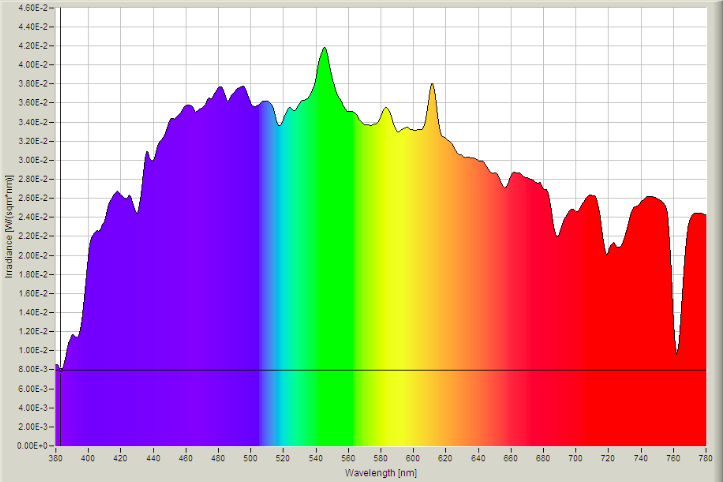 4.60E-2
4.40E-2
4.20E-2
4.00E-2
3.80E-2
3.60E-2
3.40E-2
3.20E-2
3.00E-2
2.80E-2
2.60E-2
2.40E-2
2.20E-2
2.00E-2
1.80E-2
1.60E-2
1.40E-2
1.20E-2
1.00E-2
8.00E-3
6.00E-3
4.00E-3
2.00E-3
0.00E+0
Irradiance [W/(sqm*nm)]
380 400 420 440 460 480 500 520 540 560 580 600 620 640 660 680 700 720 740 760 780
Wavelength [nm]